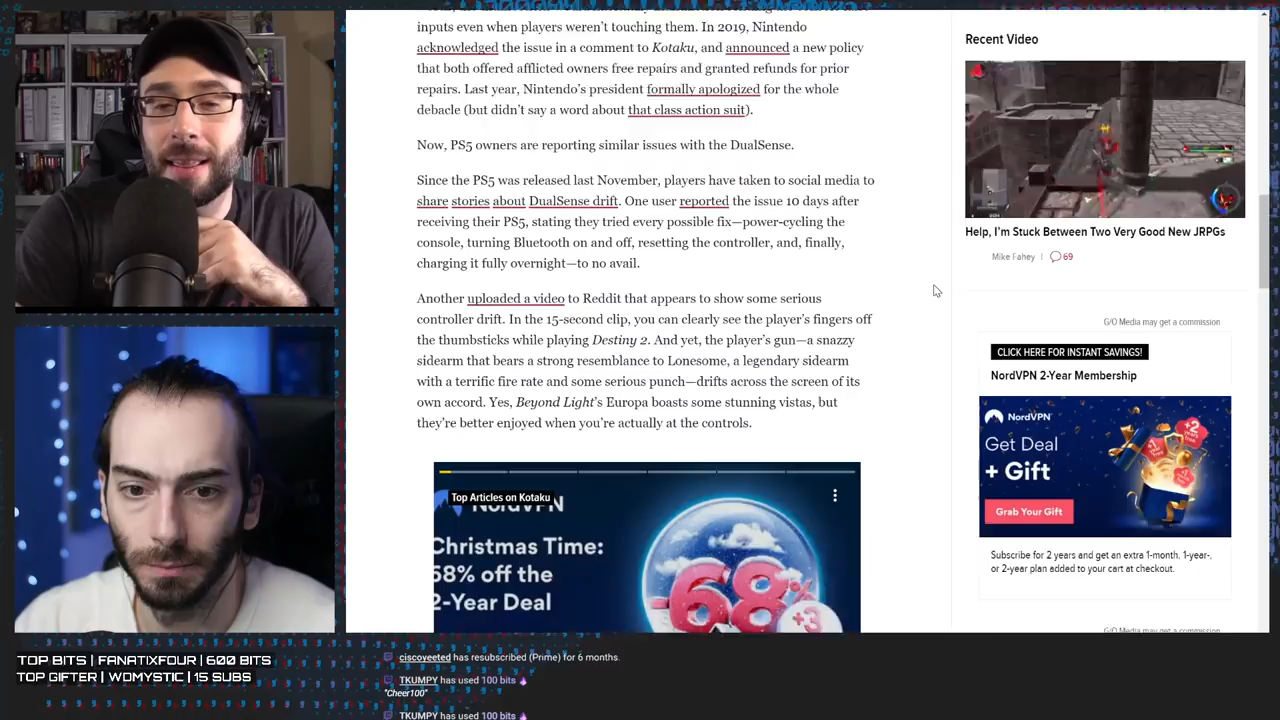 inputs even when players weren't touching them. In 2019, Nintendo
acknowledged the issue in a comment to Kotaku, and announced a new policy
that both offered afflicted owners free repairs and granted refunds for prior
repairs. Last year, Nintendo's president formally apologized for the whole
debacle (but didn't say a word about that class action suit).
Now, PS5 owners are reporting similar issues with the DualSense.
Since the PS5 was released last November, players have taken to social media to
share stories about DualSense drift. One user reported the issue 10 days after
receiving their PS5, stating they tried every possible fix—power-cycling the
console, turning Bluetooth on and off, resetting the controller, and, finally,
charging it fully overnight—to no avail.
Another uploaded a video to Reddit that appears to show some serious
controller drift. In the 15-second clip, you can clearly see the player's fingers off
the thumbsticks while playing Destiny 2. And yet, the player's gun—a snazzy
sidearm that bears a strong resemblance to Lonesome, a legendary sidearm
with a terrific fire rate and some serious punch—drifts across the screen of its
own accord. Yes, Beyond Light's Europa boasts some stunning vistas, but
they're better enjoyed when you're actually at the controls.
Top Articles on Kotaku
NordVPN
Christmas Time:
68% off the
2-Year Deal
68%
+3
Recent Video
Help, I'm Stuck Between Two Very Good New JRPGs
Mike Fahey | 69
G/O Media may get a commission
CLICK HERE FOR INSTANT SAVINGS!
NordVPN 2-Year Membership
NordVPN
Get Deal
+ Gift
Grab Your Gift
Subscribe for 2 years and get an extra 1-month, 1-year-,
or 2-year plan added to your cart at checkout.
G/O Media may get a commission
TOP BITS | FANATIXFOUR | 600 BITS
TOP GIFTER | WDMYSTIC | 15 SUBS
ciscoyeeted has resubscribed (Prime) for 6 months.
TKUMPY has used 100 bits
"Cheer100"
TKUMPY has used 100 bits